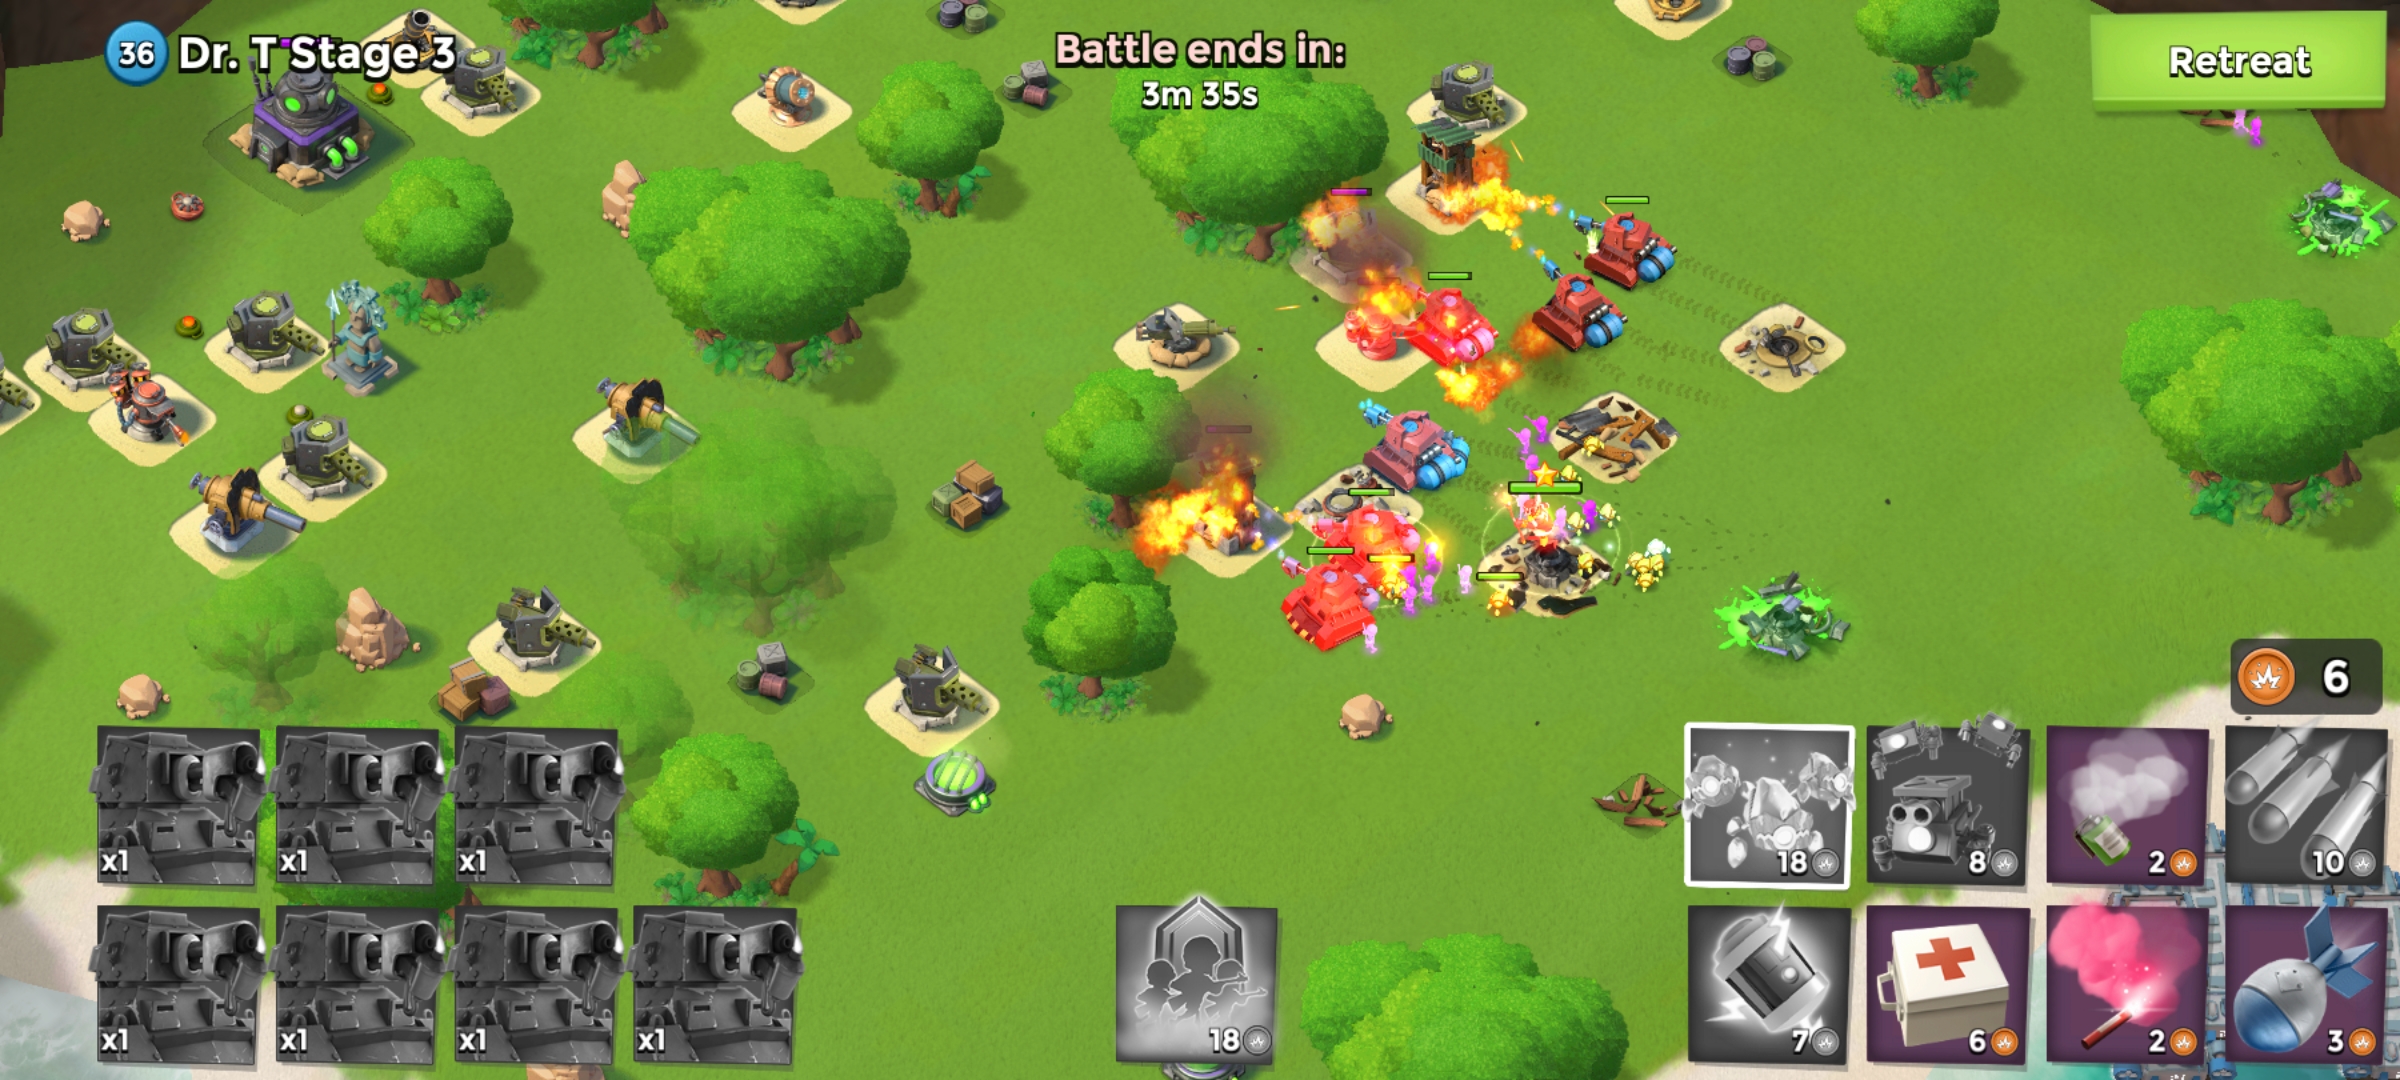 36 Dr. T Stage 3
Battle ends in:
3m 35s
Retreat
6
x1 x1 x1
18 8 2 10
x1 x1 x1 x1
18
7 6 2 3